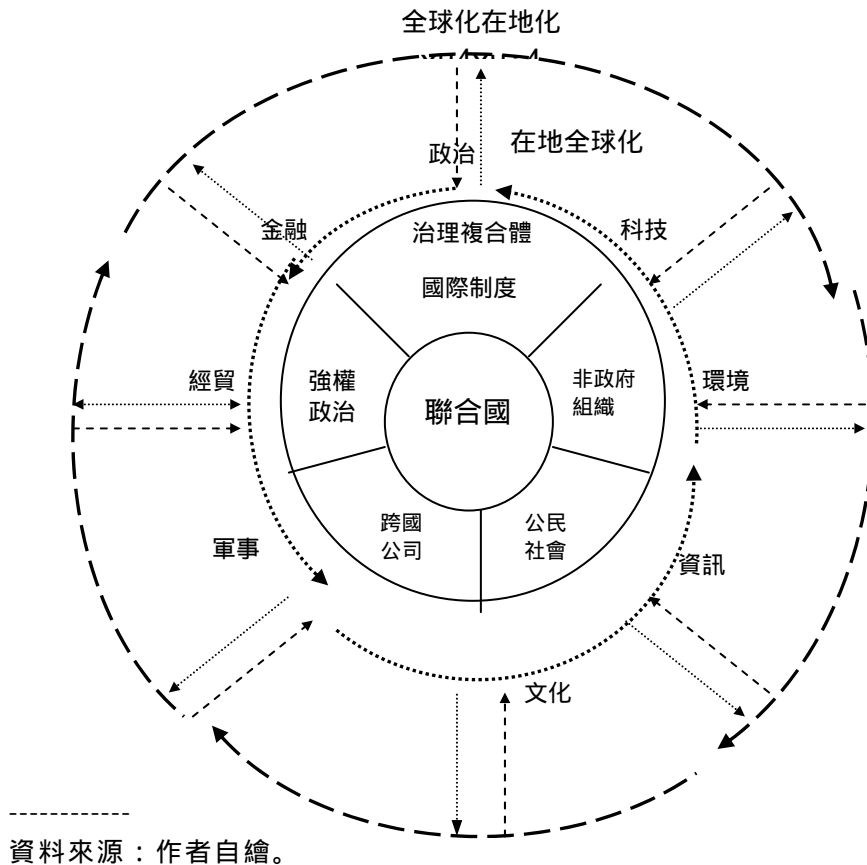 全球化在地化
政治
在地全球化
金融
治理複合體
科技
國際制度
經貿
強權
政治
聯合國
非政府
組織
環境
軍事
跨國
公司
公民
社會
資訊
文化
資料來源：作者自繪。